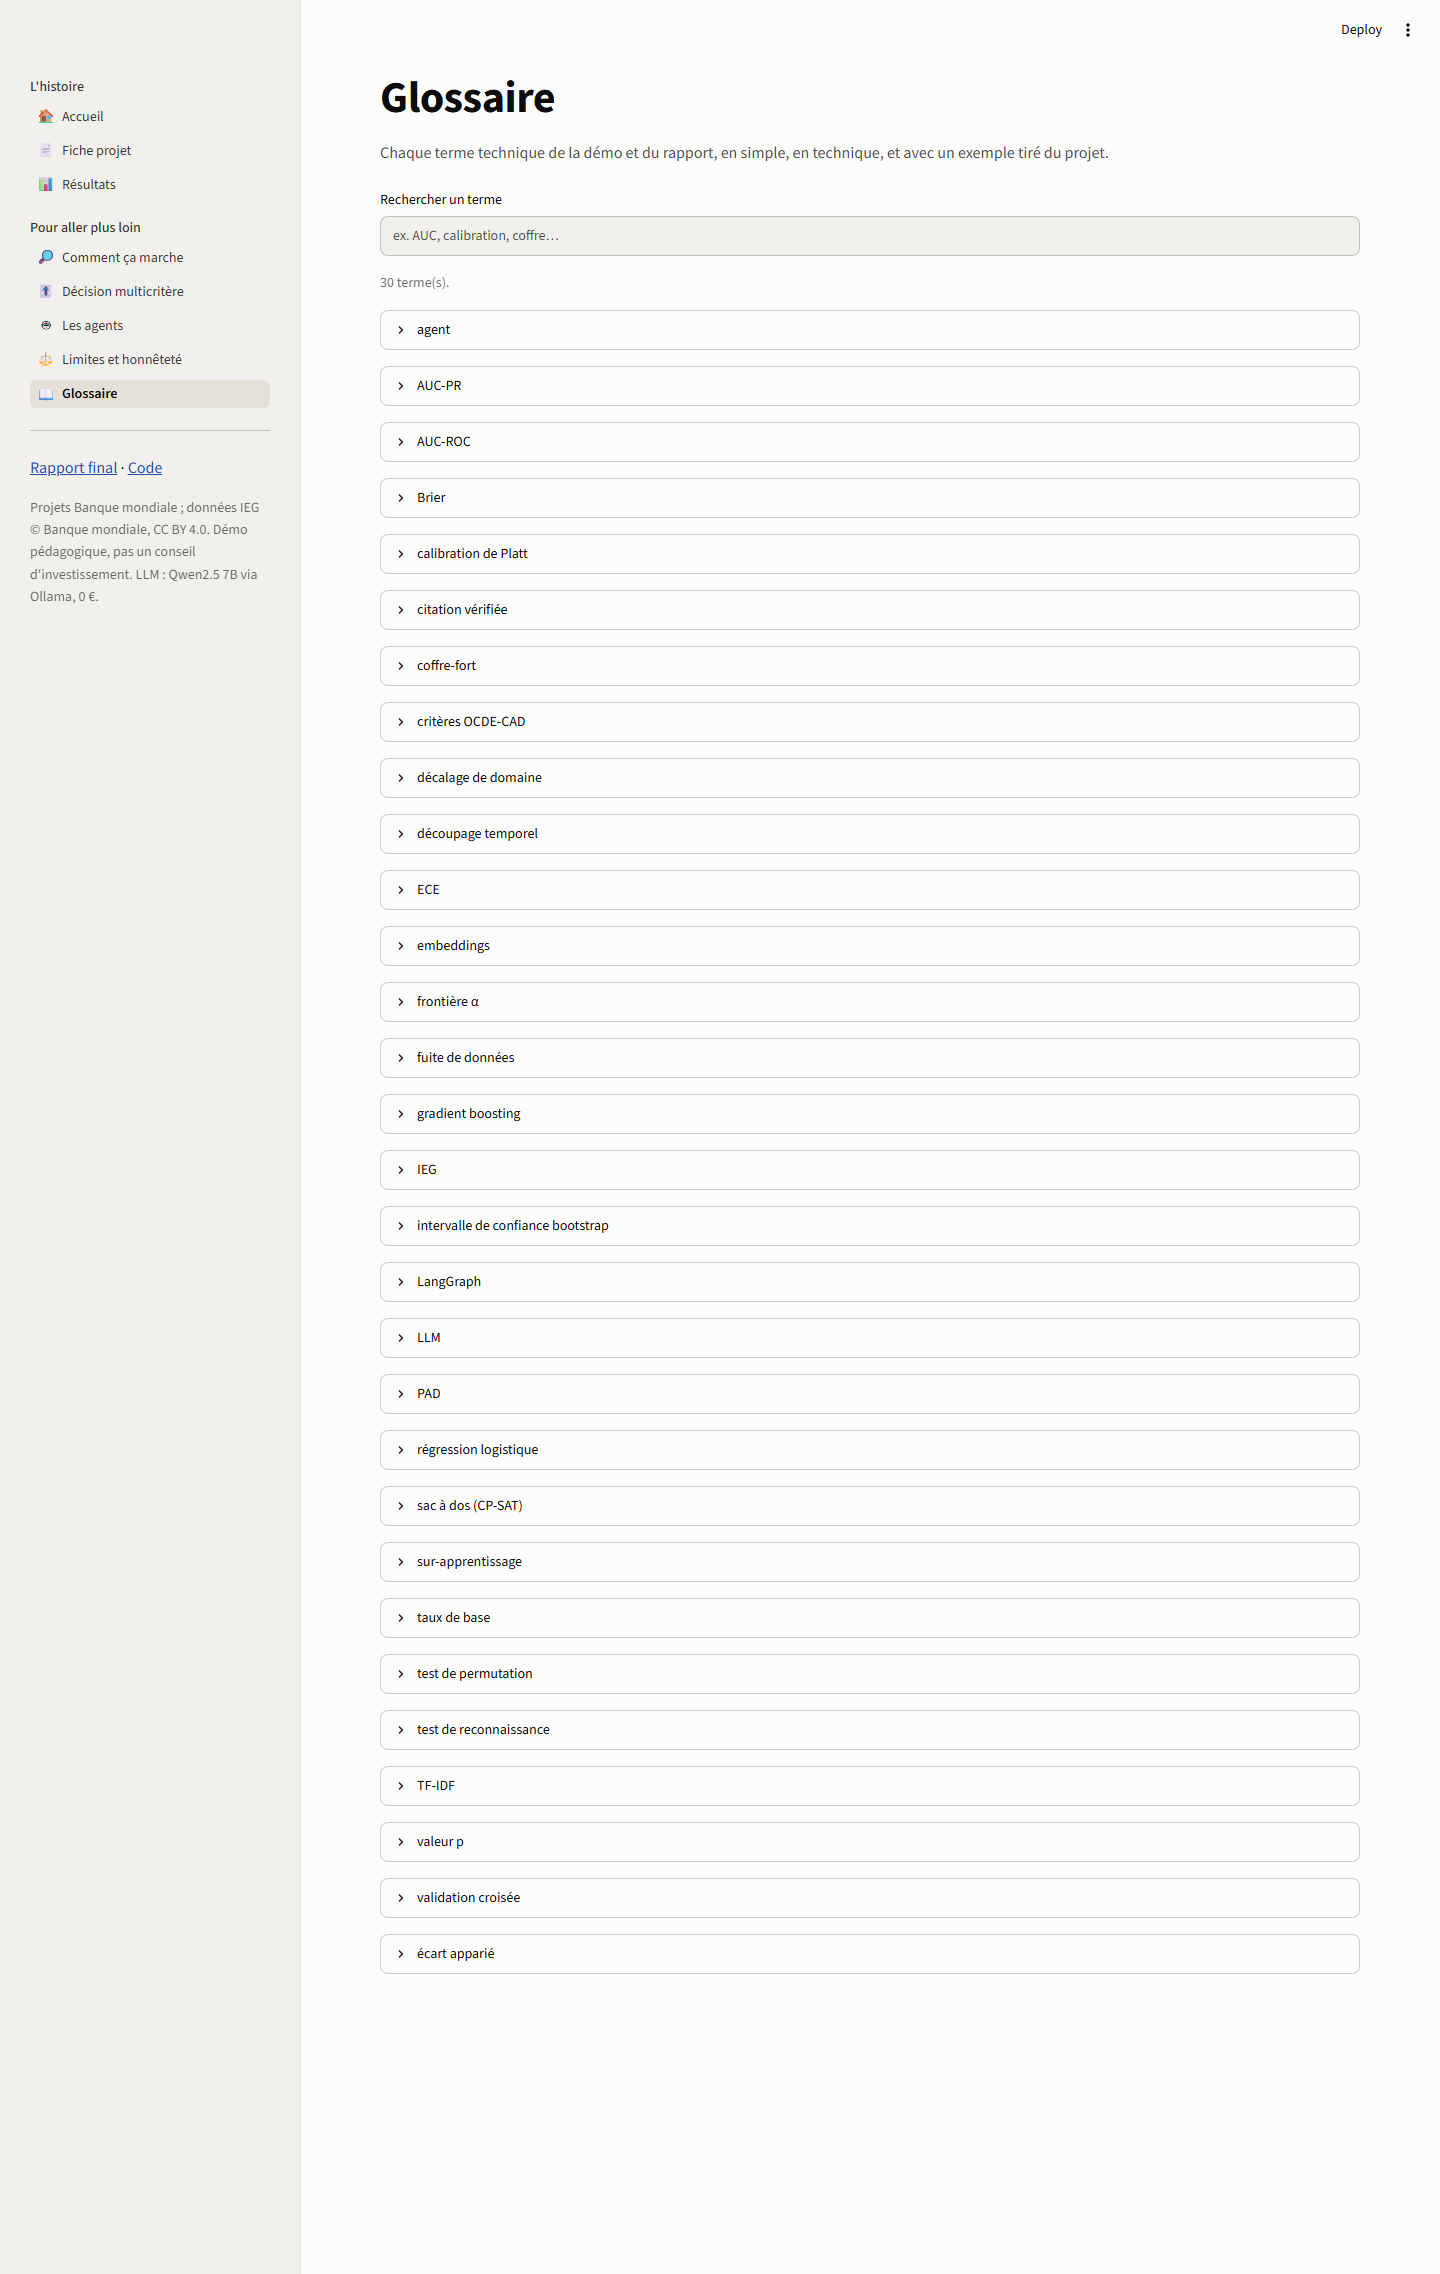 Deploy
L'histoire
Accueil
Fiche projet
Résultats
Pour aller plus loin
Comment ça marche
Décision multicritère
Les agents
Limites et honnêteté
Glossaire
Rapport final · Code
Projets Banque mondiale ; données IEG
© Banque mondiale, CC BY 4.0. Démo
pédagogique, pas un conseil
d'investissement. LLM : Qwen2.5 7B via
Ollama, 0 €.
Glossaire
Chaque terme technique de la démo et du rapport, en simple, en technique, et avec un exemple tiré du projet.
Rechercher un terme
ex. AUC, calibration, coffre…
30 terme(s).
agent
AUC-PR
AUC-ROC
Brier
calibration de Platt
citation vérifiée
coffre-fort
critères OCDE-CAD
décalage de domaine
découpage temporel
ECE
embeddings
frontière α
fuite de données
gradient boosting
IEG
intervalle de confiance bootstrap
LangGraph
LLM
PAD
régression logistique
sac à dos (CP-SAT)
sur-apprentissage
taux de base
test de permutation
test de reconnaissance
TF-IDF
valeur p
validation croisée
écart apparié